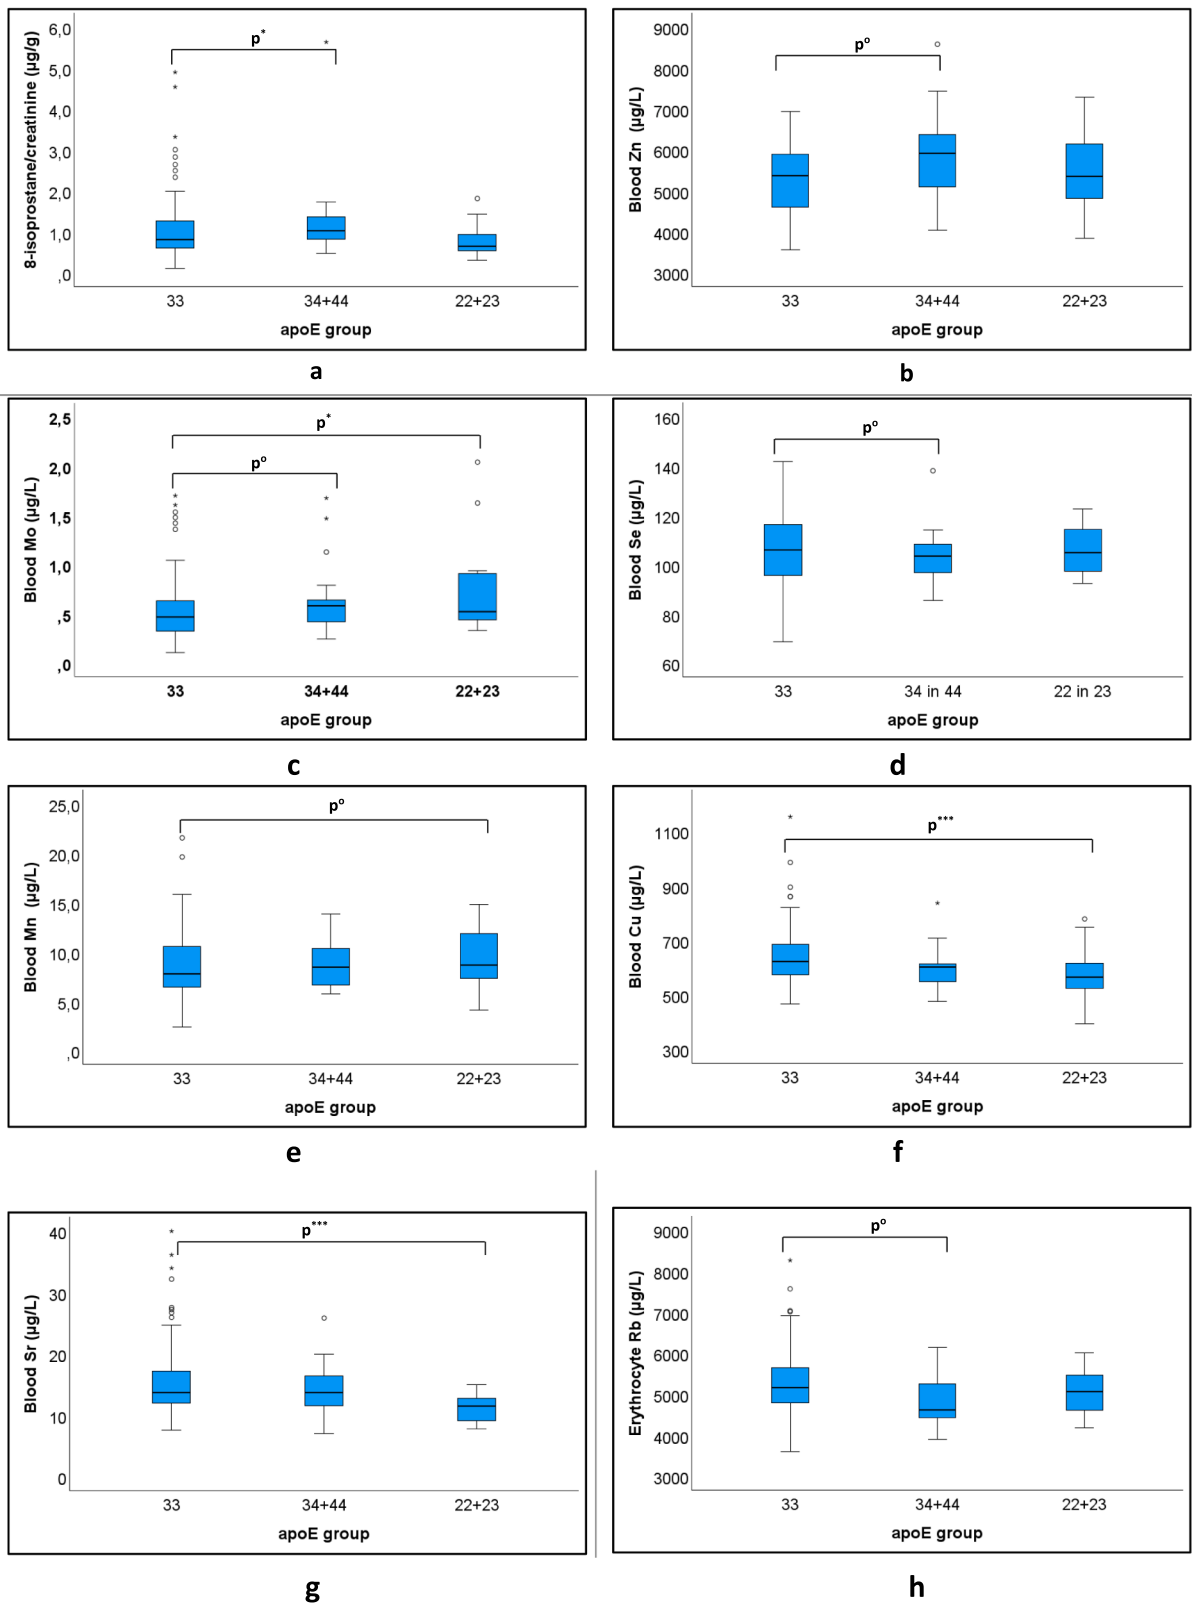 8-isoprostane/creatinine (µg/g)
6,0
5,0
4,0
3,0
2,0
1,0
,0
p*
33
34+44
22+23
apoE group
a
Blood Zn (µg/L)
9000
8000
7000
6000
5000
4000
3000
pº
33
34+44
22+23
apoE group
b
Blood Mo (µg/L)
2,5
2,0
1,5
1,0
,5
,0
p*
pº
33
34+44
22+23
apoE group
c
Blood Se (µg/L)
160
140
120
100
80
60
pº
33
34 in 44
22 in 23
apoE group
d
Blood Mn (µg/L)
25,0
20,0
15,0
10,0
5,0
,0
pº
33
34+44
22+23
apoE group
e
Blood Cu (µg/L)
1100
900
700
500
300
p***
33
34+44
22+23
apoE group
f
Blood Sr (µg/L)
40
30
20
10
0
p***
33
34+44
22+23
apoE group
g
Erythrocyte Rb (µg/L)
9000
8000
7000
6000
5000
4000
3000
pº
33
34+44
22+23
apoE group
h